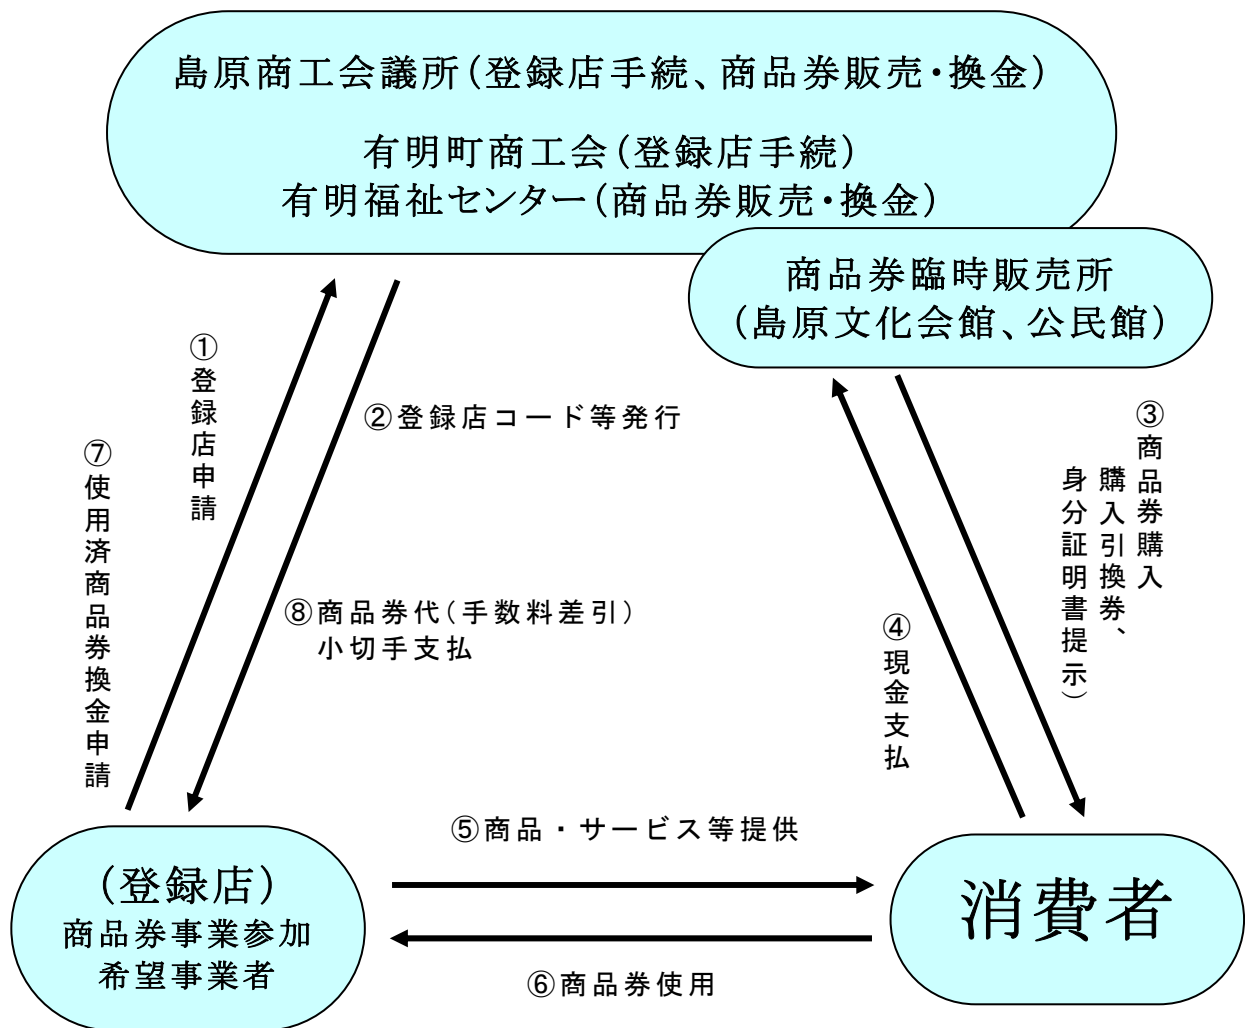 島原商工会議所(登録店手続、商品券販売・換金)
有明町商工会(登録店手続)
有明福祉センター(商品券販売・換金)
商品券臨時販売所
(島原文化会館、公民館)
①登録店申請
⑦使用済商品券換金申請
②登録店コード等発行
⑧商品券代(手数料差引)
小切手支払
③商品券購入
購入引換券、
身分証明書提示)
④現金支払
⑤商品・サービス等提供
⑥商品券使用
(登録店)
商品券事業参加
希望事業者
消費者